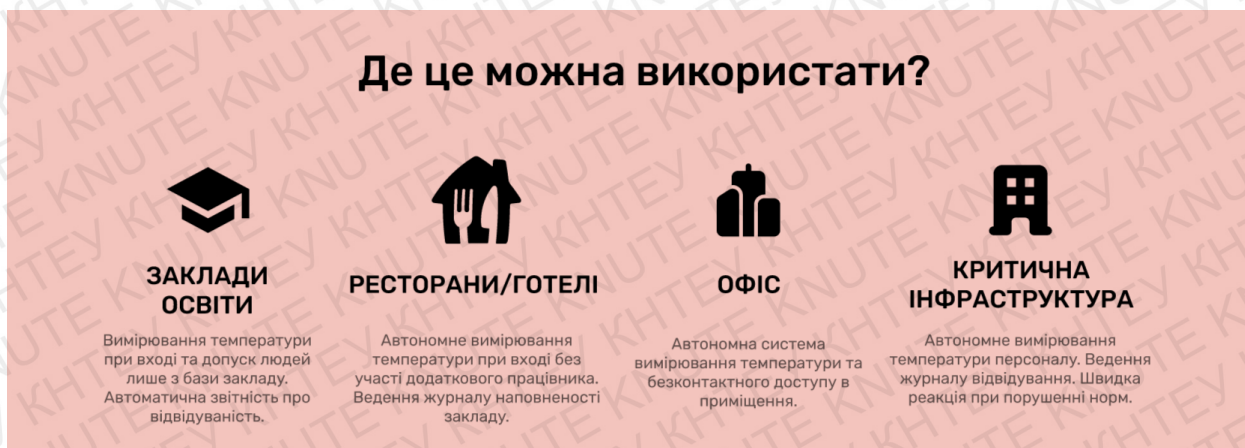 Де це можна використати?
ЗАКЛАДИ
ОСВІТИ
Вимірювання температури
при вході та допуск людей
лише з бази закладу.
Автоматична звітність про
відвідуваність.
РЕСТОРАНИ/ГОТЕЛІ
Автономне вимірювання
температури при вході без
участі додаткового працівника.
Ведення журналу наповненості
закладу.
ОФІС
Автономна система
вимірювання температури та
безконтактного доступу в
приміщення.
КРИТИЧНА
ІНФРАСТРУКТУРА
Автономне вимірювання
температури персоналу. Ведення
журналу відвідування. Швидка
реакція при порушенні норм.
KNUTE КНТЕУ